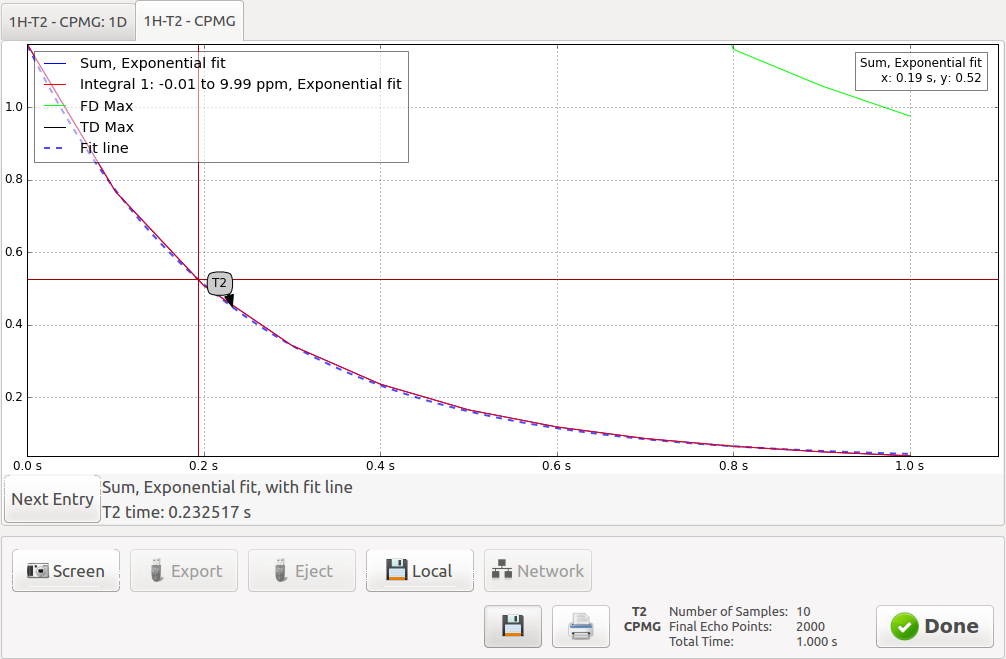 1H-T2 - CPMG: 1D
1H-T2 - CPMG
Sum, Exponential fit
Integral 1: -0.01 to 9.99 ppm, Exponential fit
FD Max
TD Max
Fit line
Sum, Exponential fit
x: 0.19 s, y: 0.52
1.0
0.8
0.6
0.4
0.2
T2
0.0 s
0.2 s
0.4 s
0.6 s
0.8 s
1.0 s
Next Entry
Sum, Exponential fit, with fit line
T2 time: 0.232517 s
Screen
Export
Eject
Local
Network
T2
CPMG
Number of Samples: 10
Final Echo Points: 2000
Total Time: 1.000 s
Done